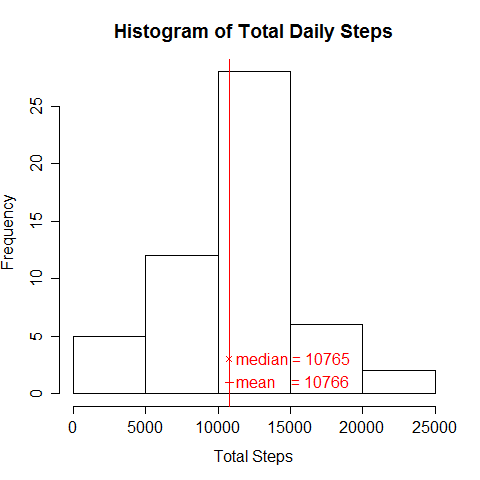 Histogram of Total Daily Steps
Frequency
25
20
15
10
5
0
× median = 10765
+ mean = 10766
0 5000 10000 15000 20000 25000
Total Steps